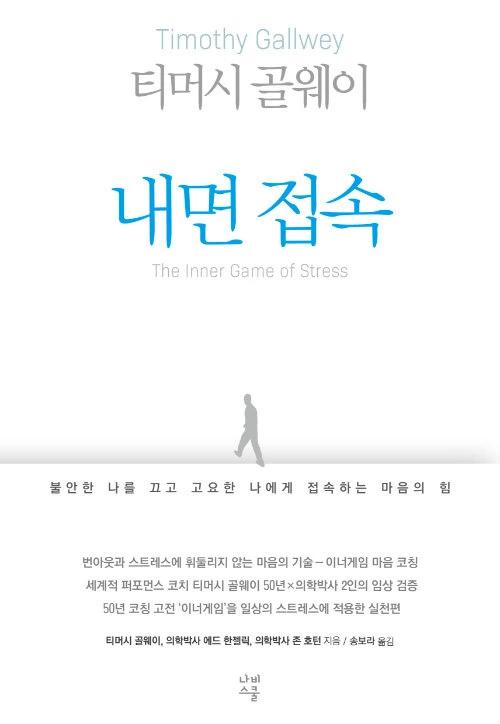 Timothy Gallwey
티머시 골웨이
내면 접속
The Inner Game of Stress
불안한 나를 끄고 고요한 나에게 접속하는 마음의 힘
번아웃과 스트레스에 휘둘리지 않는 마음의 기술 – 이너게임 마음 코칭
세계적 퍼포먼스 코치 티머시 골웨이 50년×의학박사 2인의 임상 검증
50년 코칭 고전 ‘이너게임’을 일상의 스트레스에 적용한 실천편
티머시 골웨이, 의학박사 에드 한젤릭, 의학박사 존 호턴 지음 / 송보라 옮김
나비
스쿨